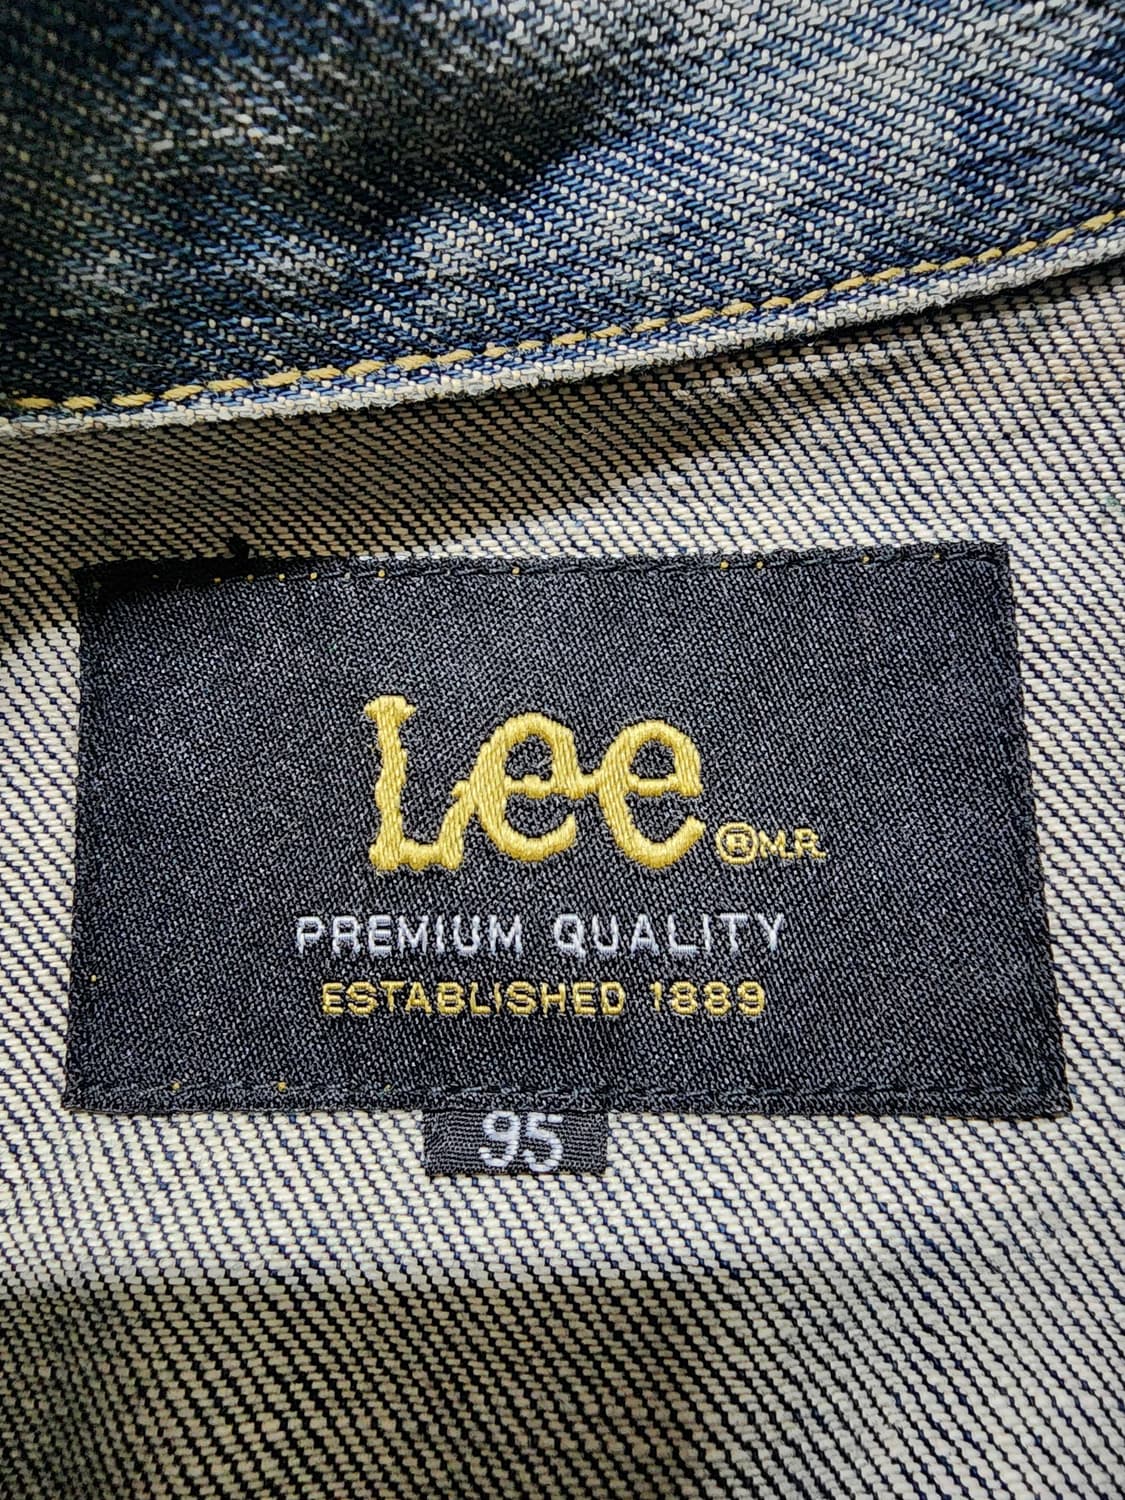 Lee ® M.R.
PREMIUM QUALITY
ESTABLISHED 1889
95